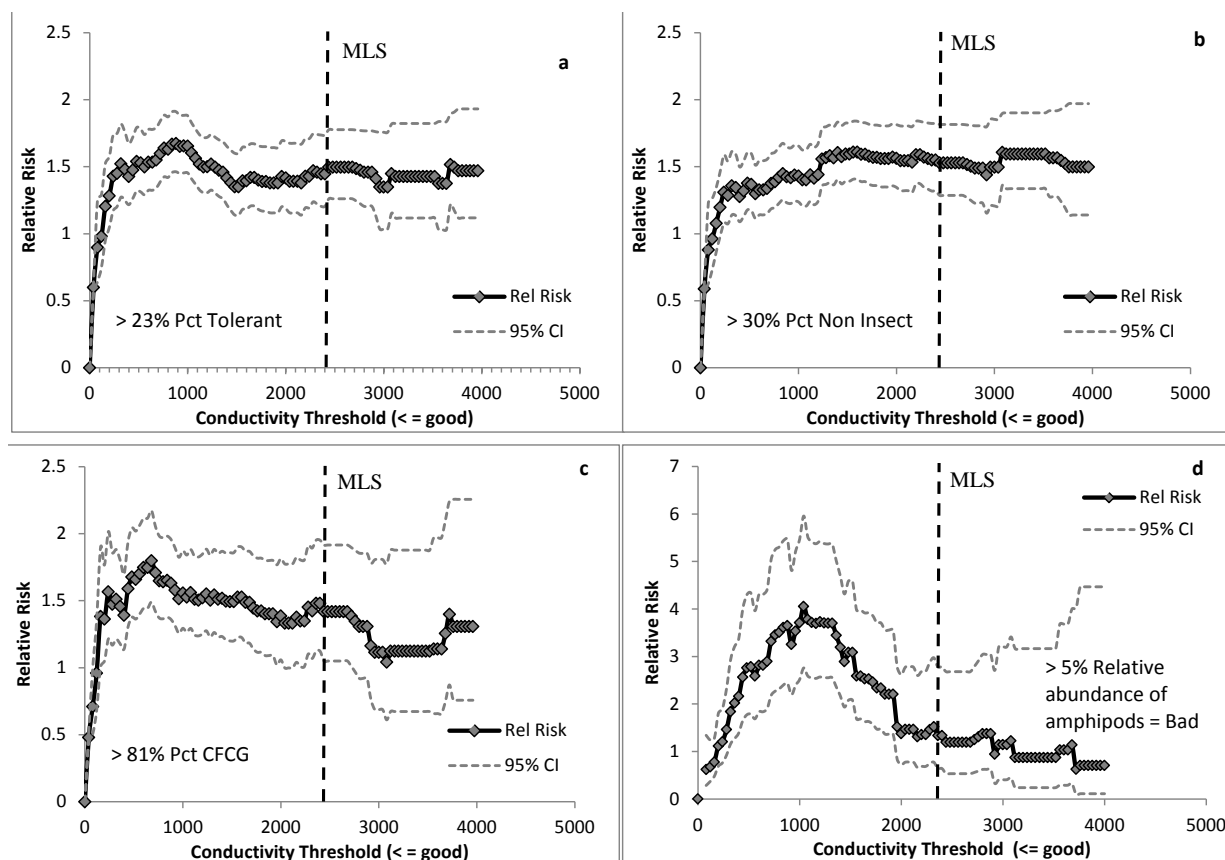 2.5
2
1.5
1
0.5
0
Relative Risk
MLS
a
> 23% Pct Tolerant
Rel Risk
95% CI
0 1000 2000 3000 4000 5000
Conductivity Threshold (< = good)
2.5
2
1.5
1
0.5
0
Relative Risk
MLS
b
> 30% Pct Non Insect
Rel Risk
95% CI
0 1000 2000 3000 4000 5000
Conductivity Threshold (< = good)
2.5
2
1.5
1
0.5
0
Relative Risk
MLS
c
> 81% Pct CFCG
Rel Risk
95% CI
0 1000 2000 3000 4000 5000
Conductivity Threshold (< = good)
7
6
5
4
3
2
1
0
Relative Risk
MLS
d
Rel Risk
95% CI
> 5% Relative
abundance of
amphipods = Bad
0 1000 2000 3000 4000 5000
Conductivity Threshold (< = good)